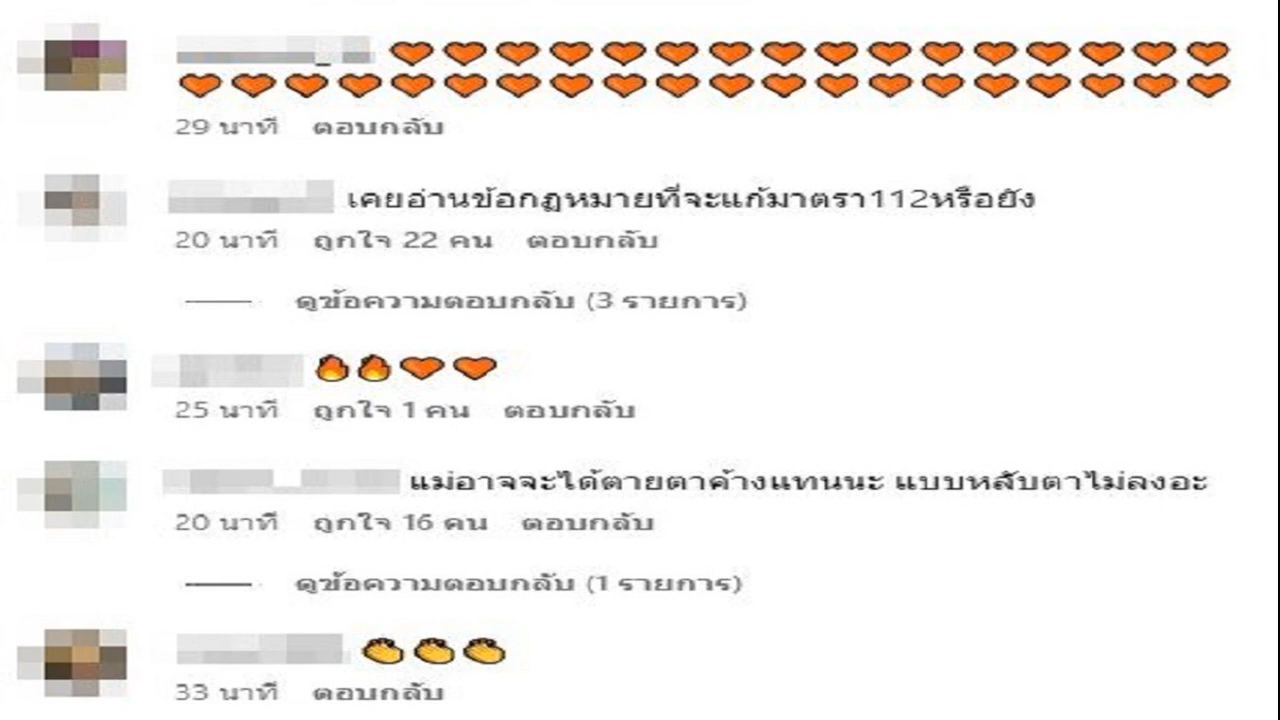 🧡🧡🧡🧡🧡🧡🧡🧡🧡🧡🧡🧡🧡🧡🧡🧡
🧡🧡🧡🧡🧡🧡🧡🧡🧡🧡🧡🧡🧡🧡🧡🧡🧡🧡🧡🧡
29 นาที ตอบกลับ
เคยอ่านข้อกฎหมายที่จะแก้มาตรา112หรือยัง
20 นาที ถูกใจ 22 คน ตอบกลับ
ดูข้อความตอบกลับ (3 รายการ)
🔥🔥🧡🧡
25 นาที ถูกใจ 1 คน ตอบกลับ
แม่อาจจะได้ตายตาค้างแทนนะ แบบหลับตาไม่ลงอะ
20 นาที ถูกใจ 16 คน ตอบกลับ
ดูข้อความตอบกลับ (1 รายการ)
👏👏👏
33 นาที ตอบกลับ